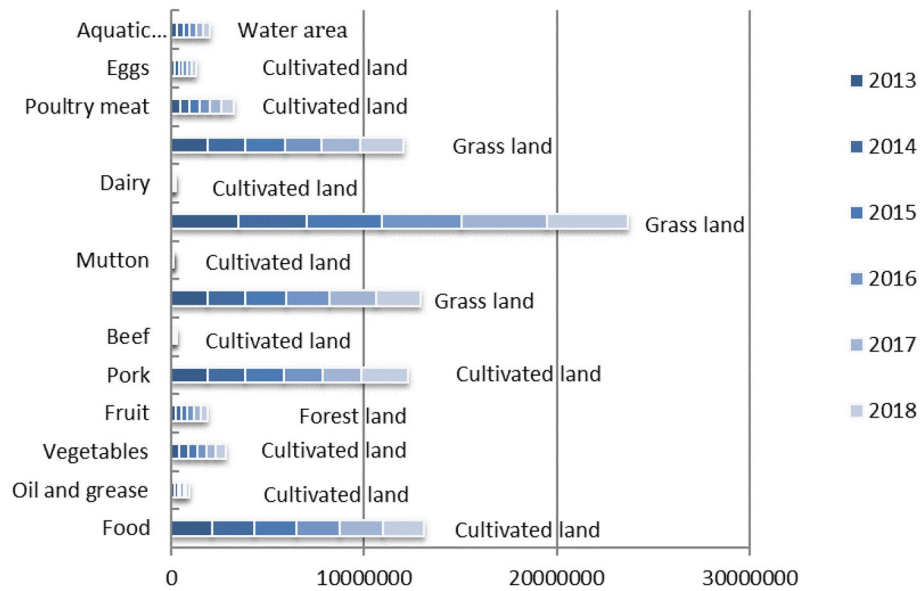 Aquatic... Water area
Eggs Cultivated land
Poultry meat Cultivated land
Grass land
Dairy Cultivated land
Grass land
Mutton Cultivated land
Grass land
Beef Cultivated land
Pork Cultivated land
Fruit Forest land
Vegetables Cultivated land
Oil and grease Cultivated land
Food Cultivated land
0 10000000 20000000 30000000
2013
2014
2015
2016
2017
2018